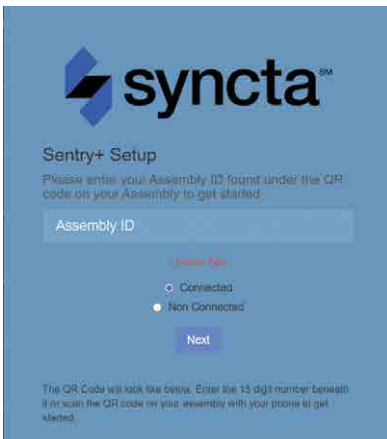 syncta SM
Sentry+ Setup
Please enter your Assembly ID found under the QR
code on your Assembly to get started
Assembly ID
Connected
Non Connected
Next
The QR Code will look like below. Enter the 15 digit number beneath
it or scan the QR code on your assembly with your phone to get
started.